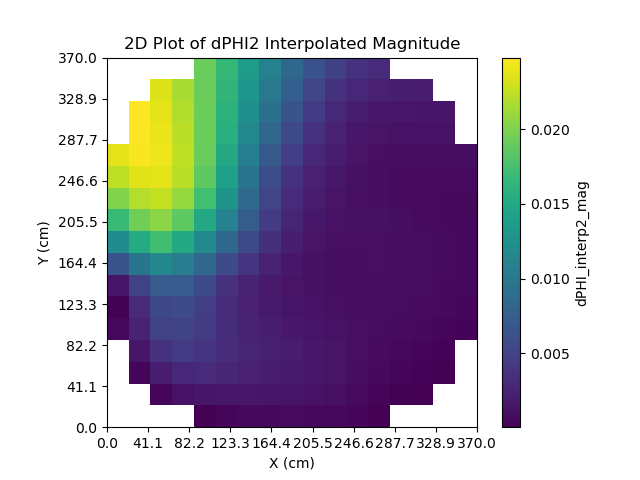 2D Plot of dPHI2 Interpolated Magnitude
370.0
328.9
287.7
246.6
205.5
164.4
123.3
82.2
41.1
0.0
Y (cm)
0.0 41.1 82.2 123.3 164.4 205.5 246.6 287.7 328.9 370.0
X (cm)
0.020
0.015
0.010
0.005
dPHI_interp2_mag